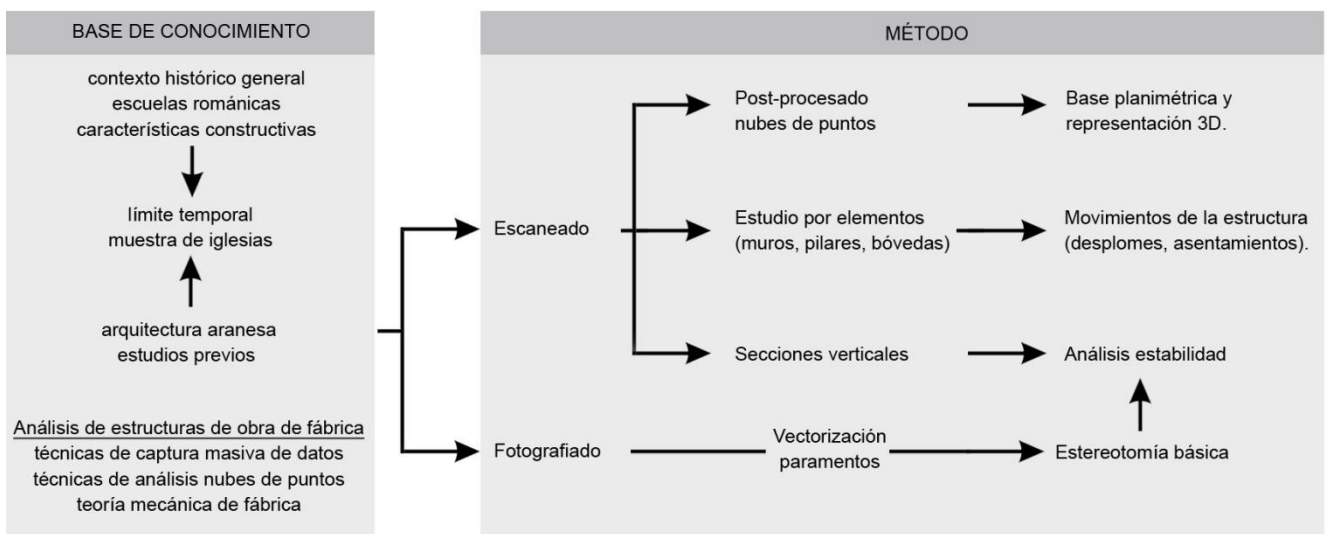 BASE DE CONOCIMIENTO
contexto histórico general
escuelas románicas
características constructivas
límite temporal
muestra de iglesias
arquitectura aranesa
estudios previos
Análisis de estructuras de obra de fábrica
técnicas de captura masiva de datos
técnicas de análisis nubes de puntos
teoría mecánica de fábrica
MÉTODO
Escaneado
Post-procesado
nubes de puntos
Base planimétrica y
representación 3D.
Estudio por elementos
(muros, pilares, bóvedas)
Movimientos de la estructura
(desplomes, asentamientos).
Secciones verticales
Análisis estabilidad
Fotografiado
Vectorización
paramentos
Estereotomía básica